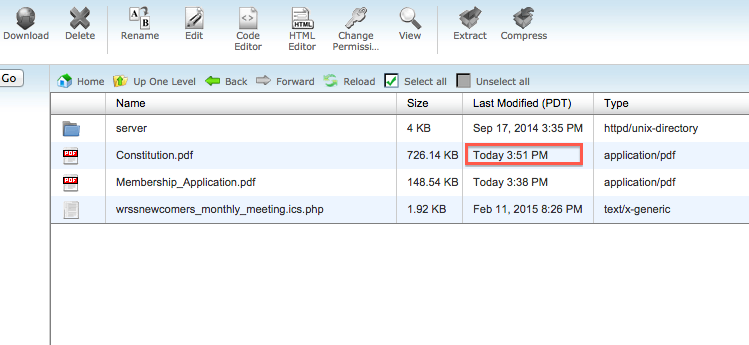 Download Delete Rename Edit Code Editor HTML Editor Change Permissi... View Extract Compress
Go
Home Up One Level Back Forward Reload Select all Unselect all
Name Size Last Modified (PDT) Type
server 4 KB Sep 17, 2014 3:35 PM httpd/unix-directory
Constitution.pdf 726.14 KB Today 3:51 PM application/pdf
Membership_Application.pdf 148.54 KB Today 3:38 PM application/pdf
wrssnewcomers_monthly_meeting.ics.php 1.92 KB Feb 11, 2015 8:26 PM text/x-generic